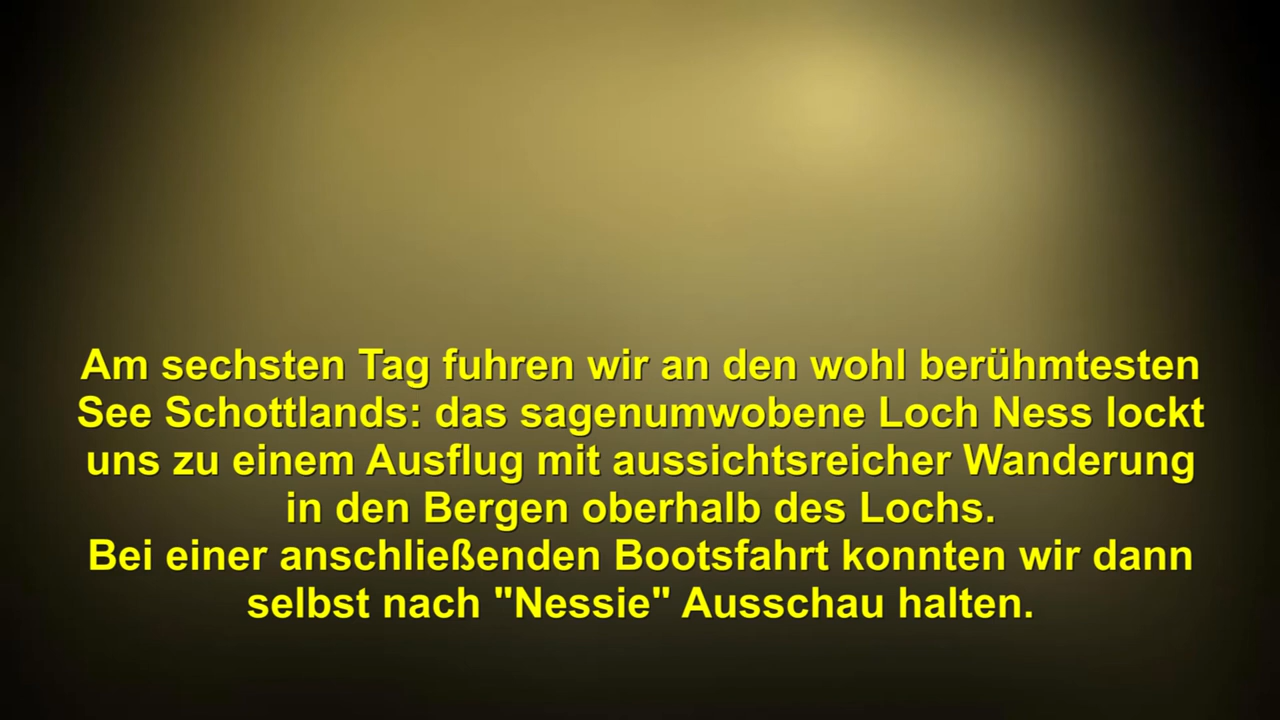 Am sechsten Tag fuhren wir an den wohl berühmtesten
See Schottlands: das sagenumwobene Loch Ness lockt
uns zu einem Ausflug mit aussichtsreicher Wanderung
in den Bergen oberhalb des Lochs.
Bei einer anschließenden Bootsfahrt konnten wir dann
selbst nach "Nessie" Ausschau halten.